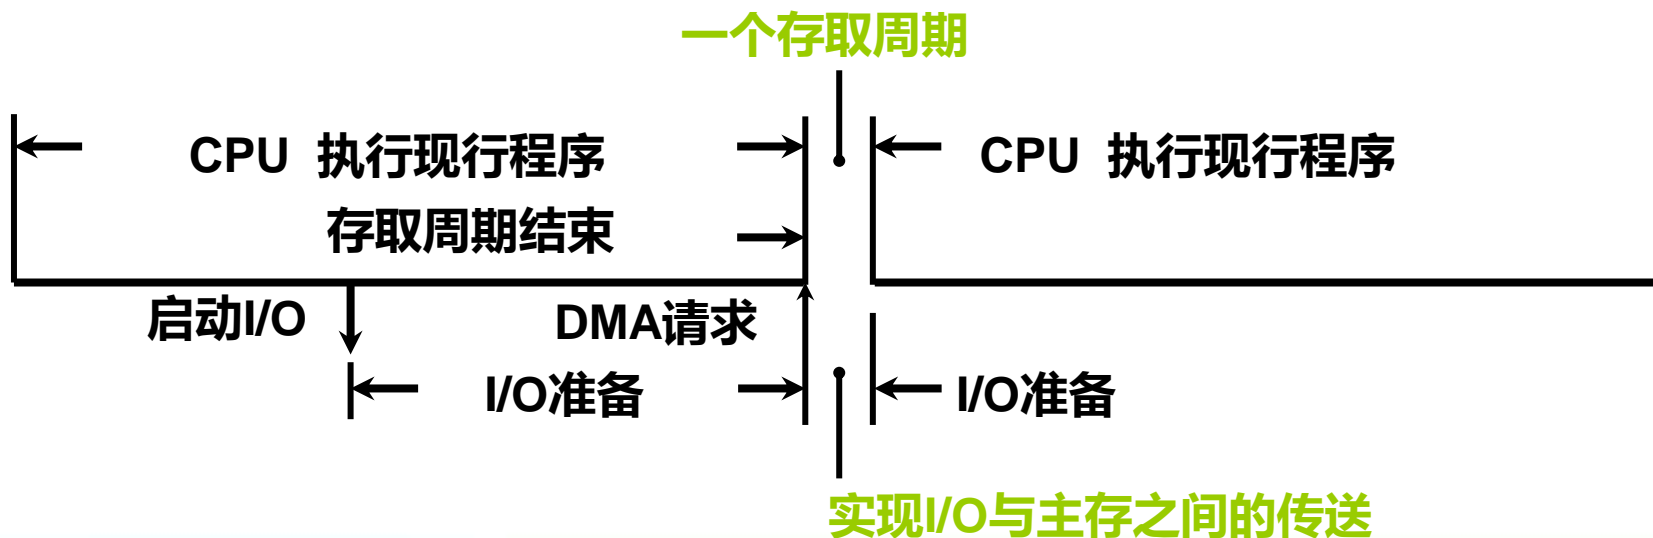 一个存取周期
CPU 执行现行程序
CPU 执行现行程序
存取周期结束
启动I/O
DMA请求
I/O准备
I/O准备
实现I/O与主存之间的传送